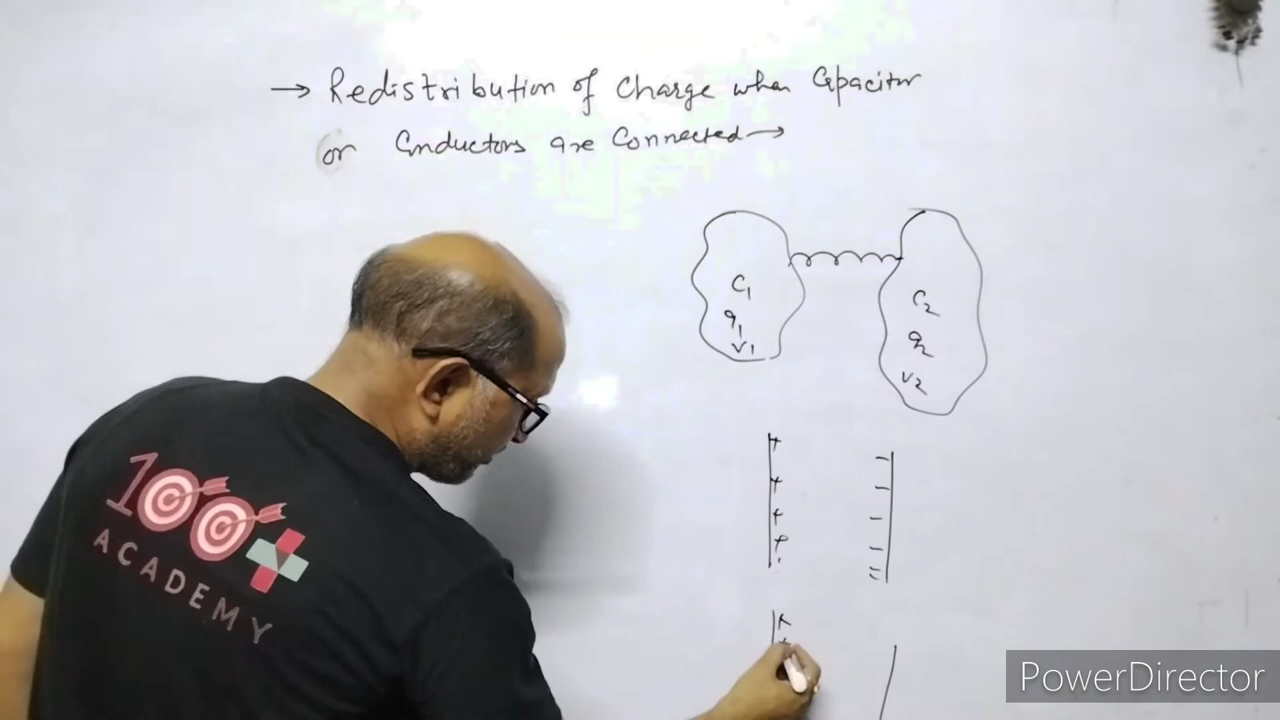 → Redistribution of Charge when Capacitor
or Conductors are Connected →
C1
q1
V1
C2
q2
V2
100+
ACADEMY
PowerDirector